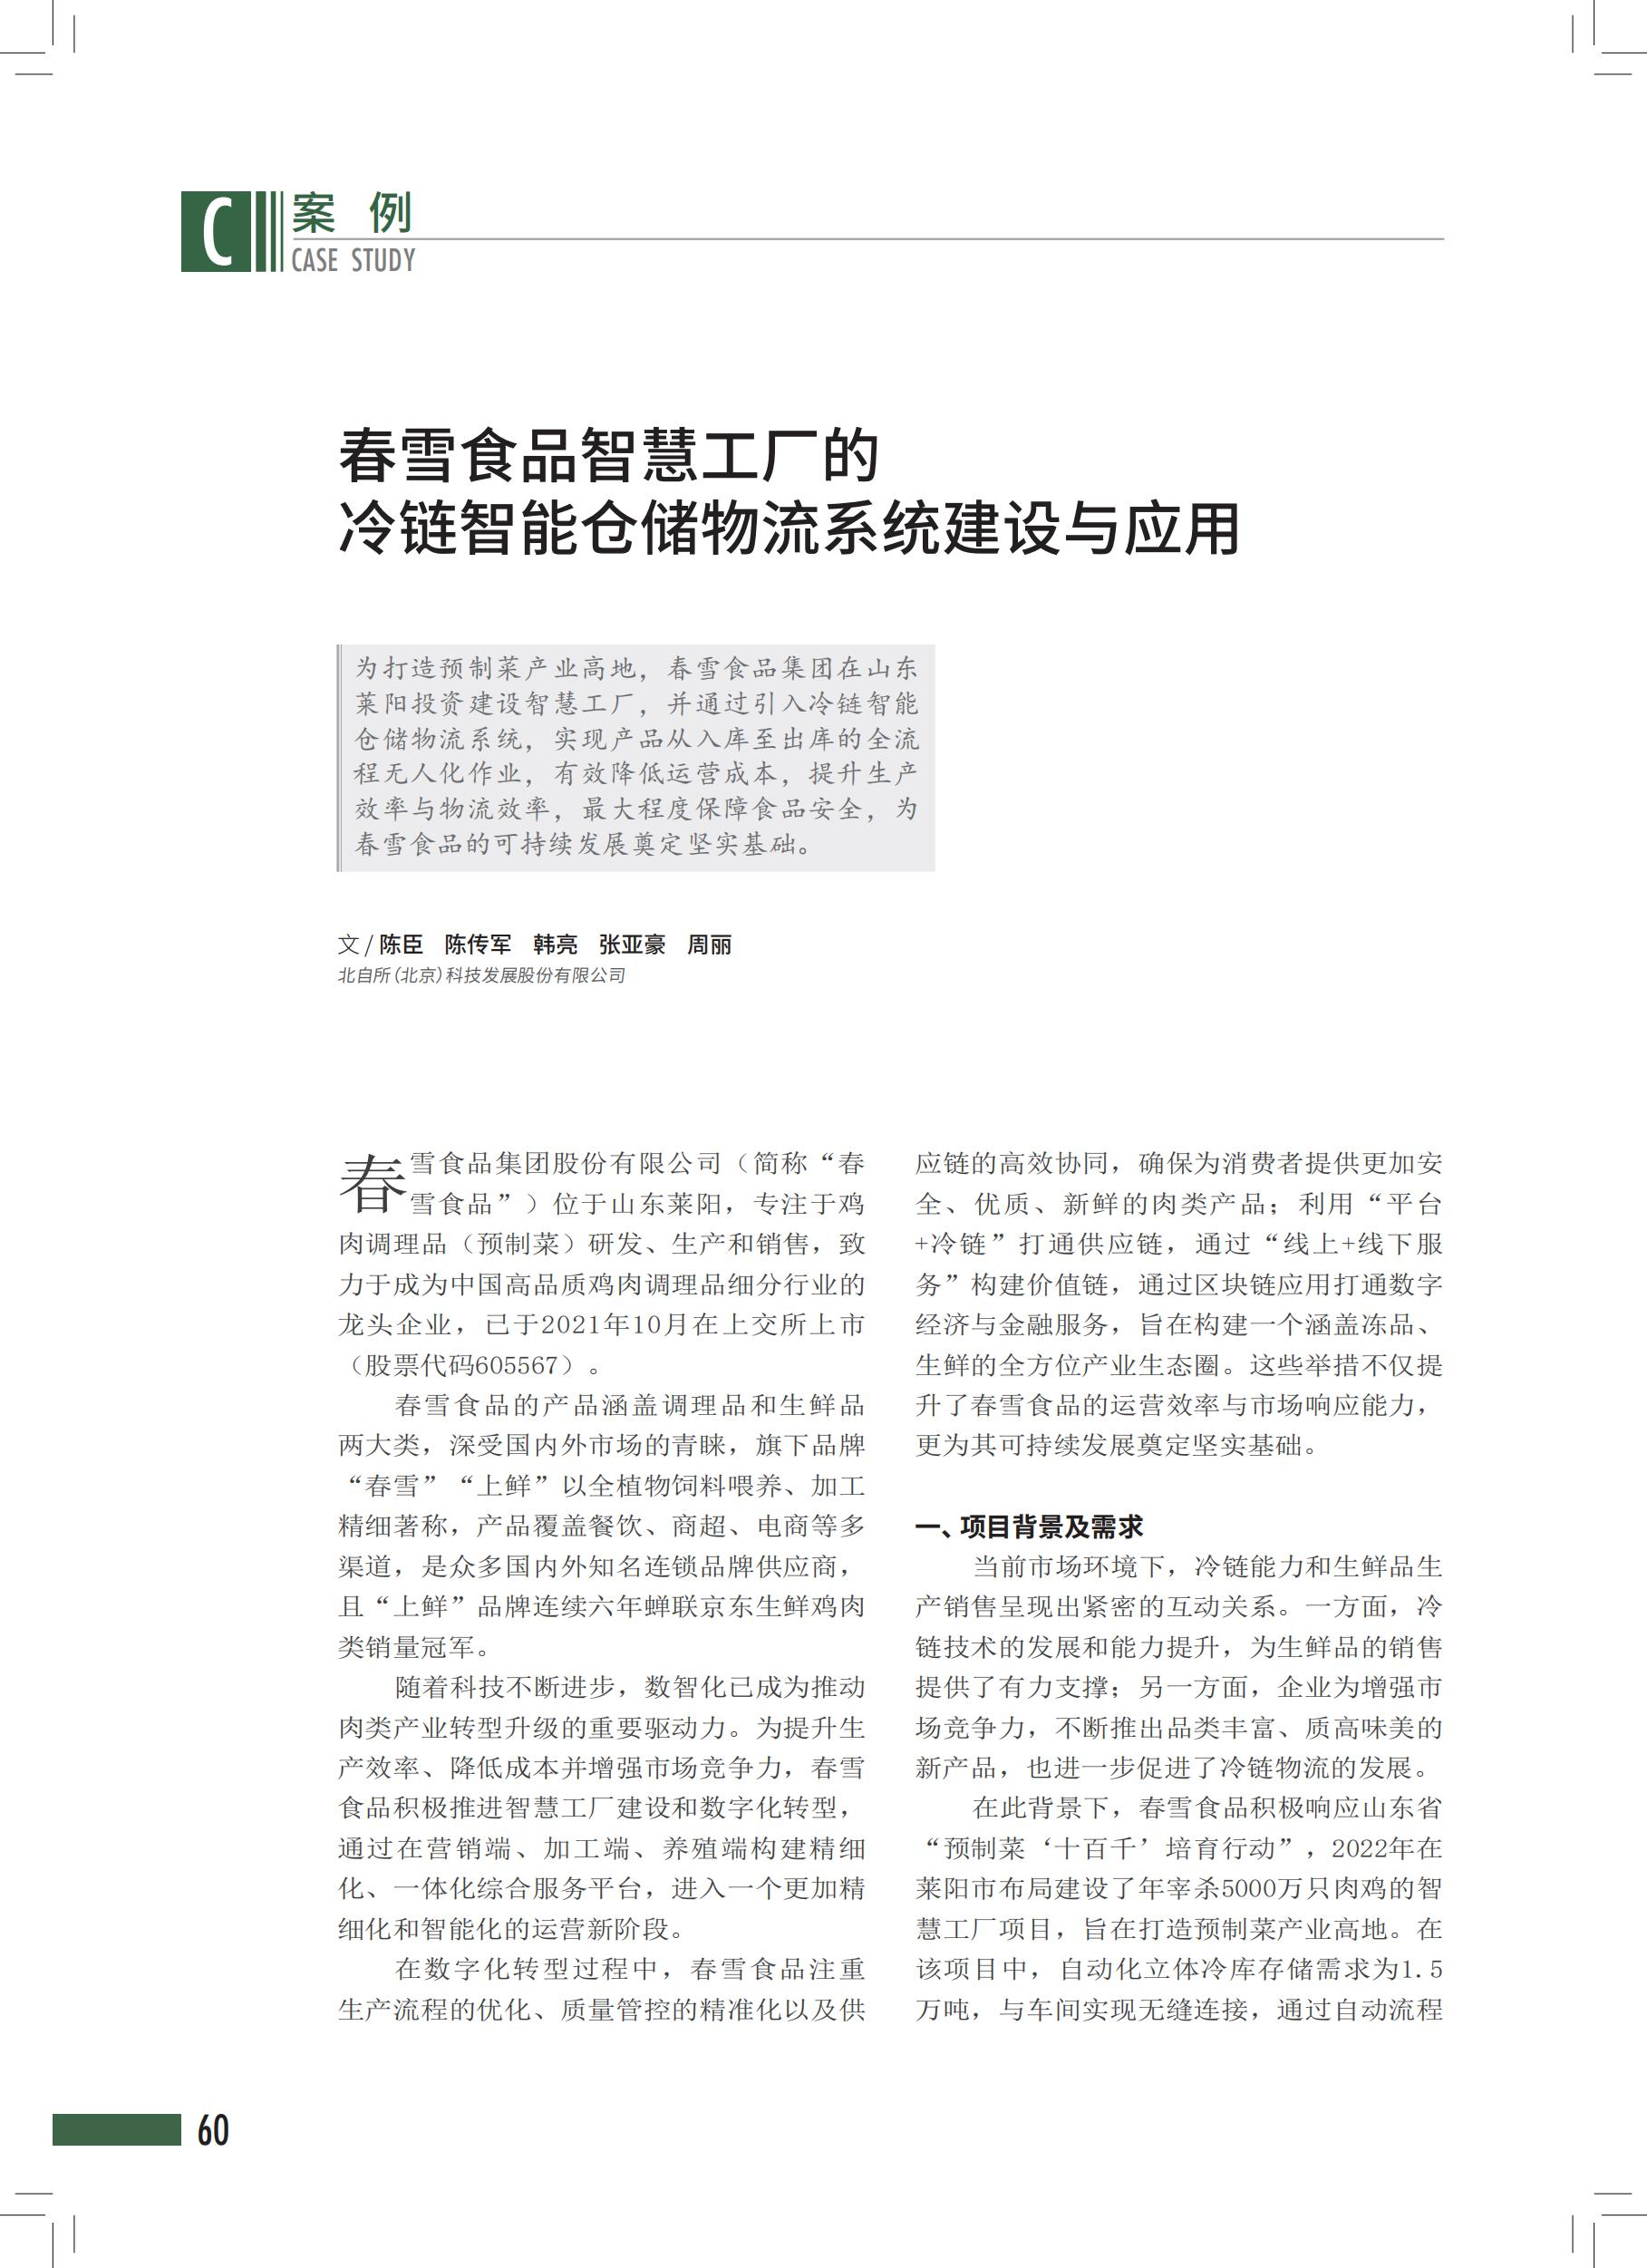 C
案 例
CASE STUDY
春雪食品智慧工厂的
冷链智能仓储物流系统建设与应用
为打造预制菜产业高地，春雪食品集团在山东
莱阳投资建设智慧工厂，并通过引入冷链智能
仓储物流系统，实现产品从入库至出库的全流
程无人化作业，有效降低运营成本，提升生产
效率与物流效率，最大程度保障食品安全，为
春雪食品的可持续发展奠定坚实基础。
文/陈臣 陈传军 韩亮 张亚豪 周丽
北自所（北京）科技发展股份有限公司
春雪食品集团股份有限公司（简称“春
雪食品”）位于山东莱阳，专注于鸡
肉调理品（预制菜）研发、生产和销售，致
力于成为中国高品质鸡肉调理品细分行业的
龙头企业，已于2021年10月在上交所上市
（股票代码605567）。
春雪食品的产品涵盖调理品和生鲜品
两大类，深受国内外市场的青睐，旗下品牌
“春雪”“上鲜”以全植物饲料喂养、加工
精细著称，产品覆盖餐饮、商超、电商等多
渠道，是众多国内外知名连锁品牌供应商，
且“上鲜”品牌连续六年蝉联京东生鲜鸡肉
类销量冠军。
随着科技不断进步，数智化已成为推动
肉类产业转型升级的重要驱动力。为提升生
产效率、降低成本并增强市场竞争力，春雪
食品积极推进智慧工厂建设和数字化转型，
通过在营销端、加工端、养殖端构建精细
化、一体化综合服务平台，进入一个更加精
细化和智能化的运营新阶段。
在数字化转型过程中，春雪食品注重
生产流程的优化、质量管控的精准化以及供
应链的高效协同，确保为消费者提供更加安
全、优质、新鲜的肉类产品；利用“平台
+冷链”打通供应链，通过“线上+线下服
务”构建价值链，通过区块链应用打通数字
经济与金融服务，旨在构建一个涵盖冻品、
生鲜的全方位产业生态圈。这些举措不仅提
升了春雪食品的运营效率与市场响应能力，
更为其可持续发展奠定坚实基础。
一、项目背景及需求
当前市场环境下，冷链能力和生鲜品生
产销售呈现出紧密的互动关系。一方面，冷
链技术的发展和能力提升，为生鲜品的销售
提供了有力支撑；另一方面，企业为增强市
场竞争力，不断推出品类丰富、质高味美的
新产品，也进一步促进了冷链物流的发展。
在此背景下，春雪食品积极响应山东省
“预制菜‘十百千’培育行动”，2022年在
莱阳市布局建设了年宰杀5000万只肉鸡的智
慧工厂项目，旨在打造预制菜产业高地。在
该项目中，自动化立体冷库存储需求为1.5
万吨，与车间实现无缝连接，通过自动流程
60